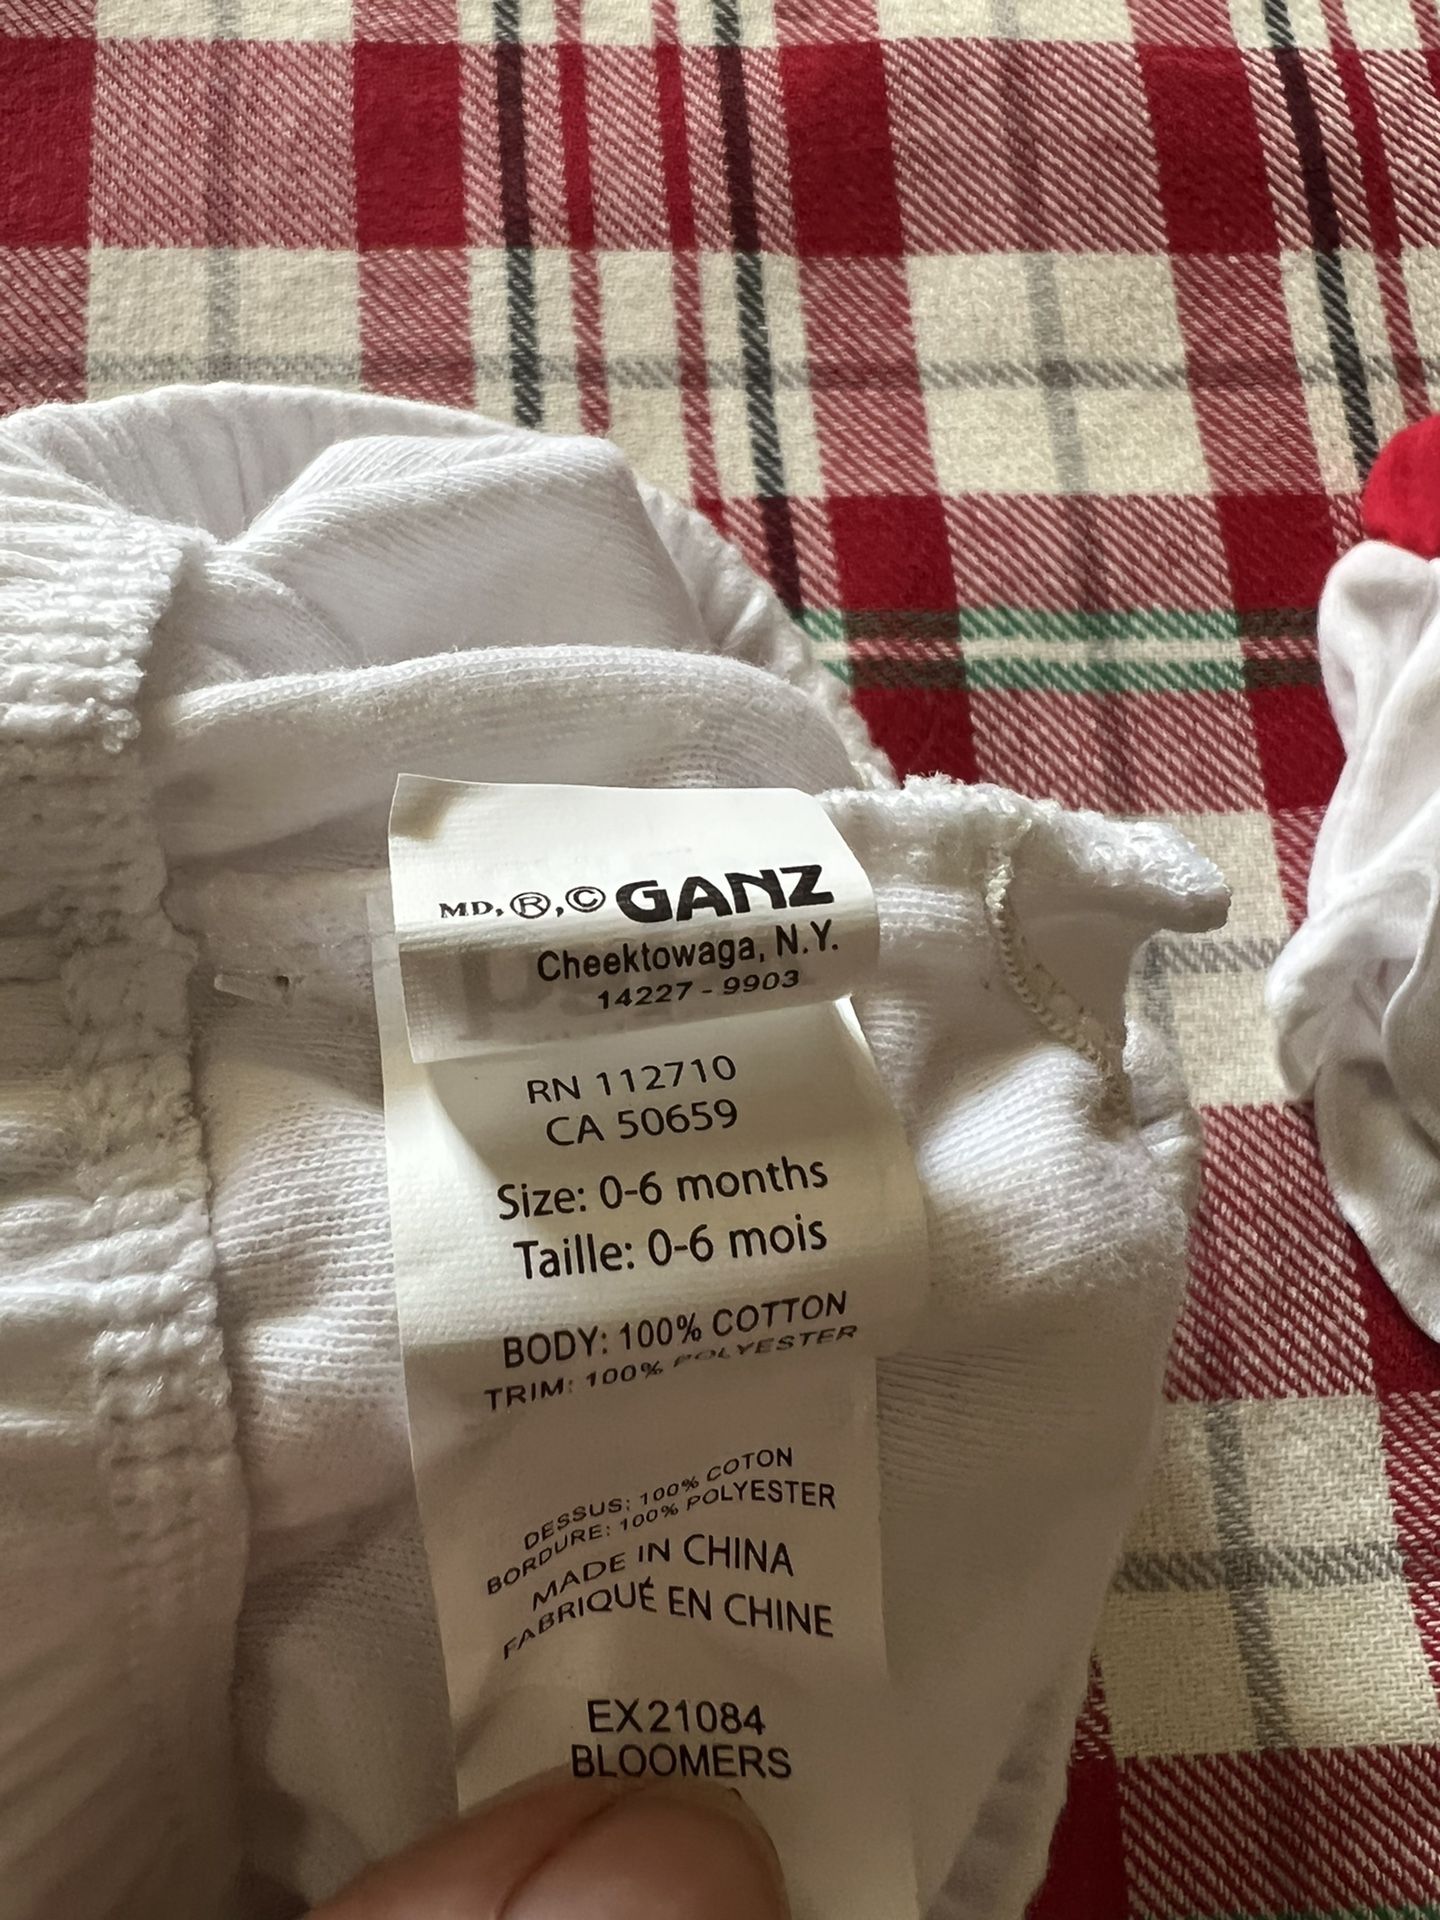 MD, ®, © GANZ
Cheektowaga, N.Y.
14227 - 9903
RN 112710
CA 50659
Size: 0-6 months
Taille: 0-6 mois
BODY: 100% COTTON
TRIM: 100% POLYESTER
DESSUS: 100% COTON
BORDURE: 100% POLYESTER
MADE IN CHINA
FABRIQUÉ EN CHINE
EX21084
BLOOMERS